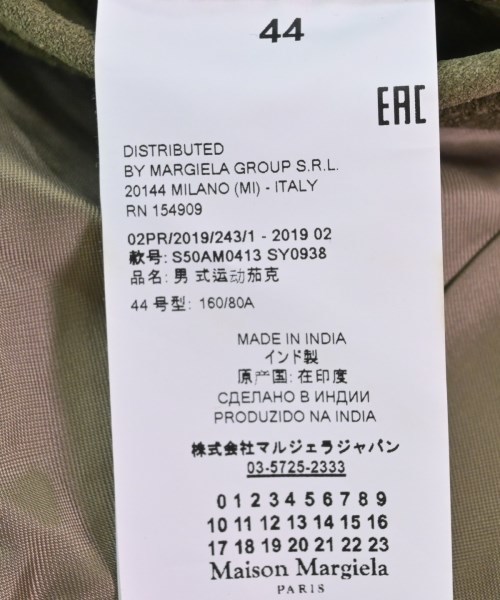 44
EAC
DISTRIBUTED
BY MARGIELA GROUP S.R.L.
20144 MILANO (MI) - ITALY
RN 154909
02PR/2019/243/1 - 2019 02
款号: S50AM0413 SY0938
品名: 男 式运动茄克
44 号型: 160/80A
MADE IN INDIA
インド製
原产国: 在印度
СДЕЛАНО В ИНДИИ
PRODUZIDO NA INDIA
株式会社マルジェラジャパン
03-5725-2333
0 1 2 3 4 5 6 7 8 9
10 11 12 13 14 15 16
17 18 19 20 21 22 23
Maison Margiela
PARIS